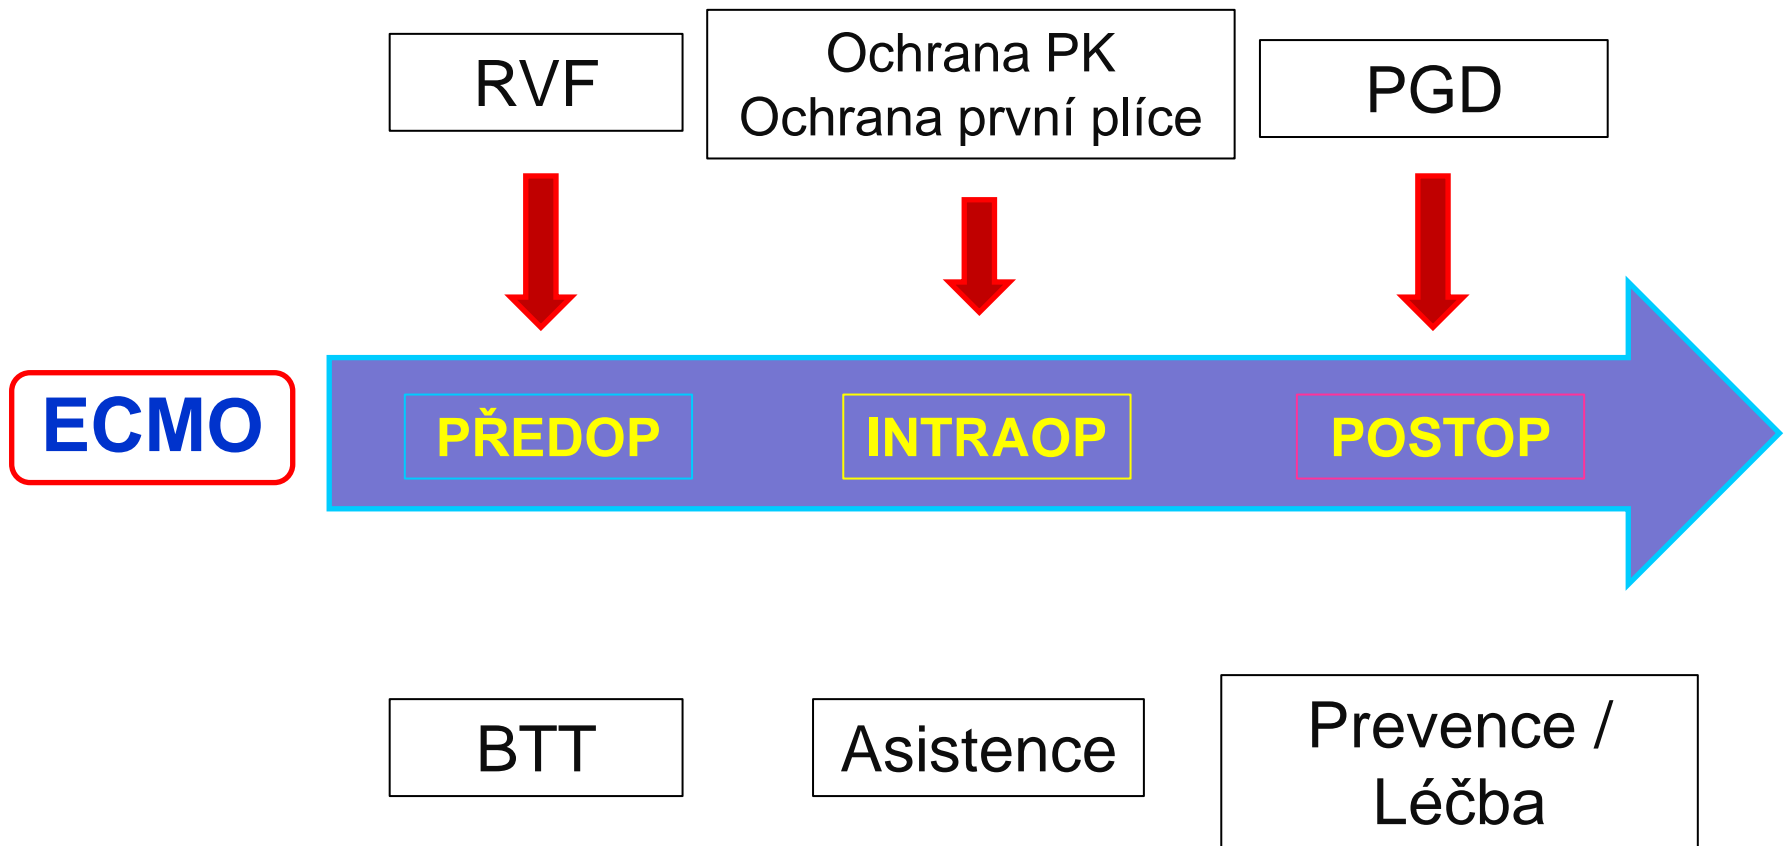 RVF
Ochrana PK
Ochrana první plíce
PGD
ECMO
PŘEDOP
INTRAOP
POSTOP
BTT
Asistence
Prevence /
Léčba